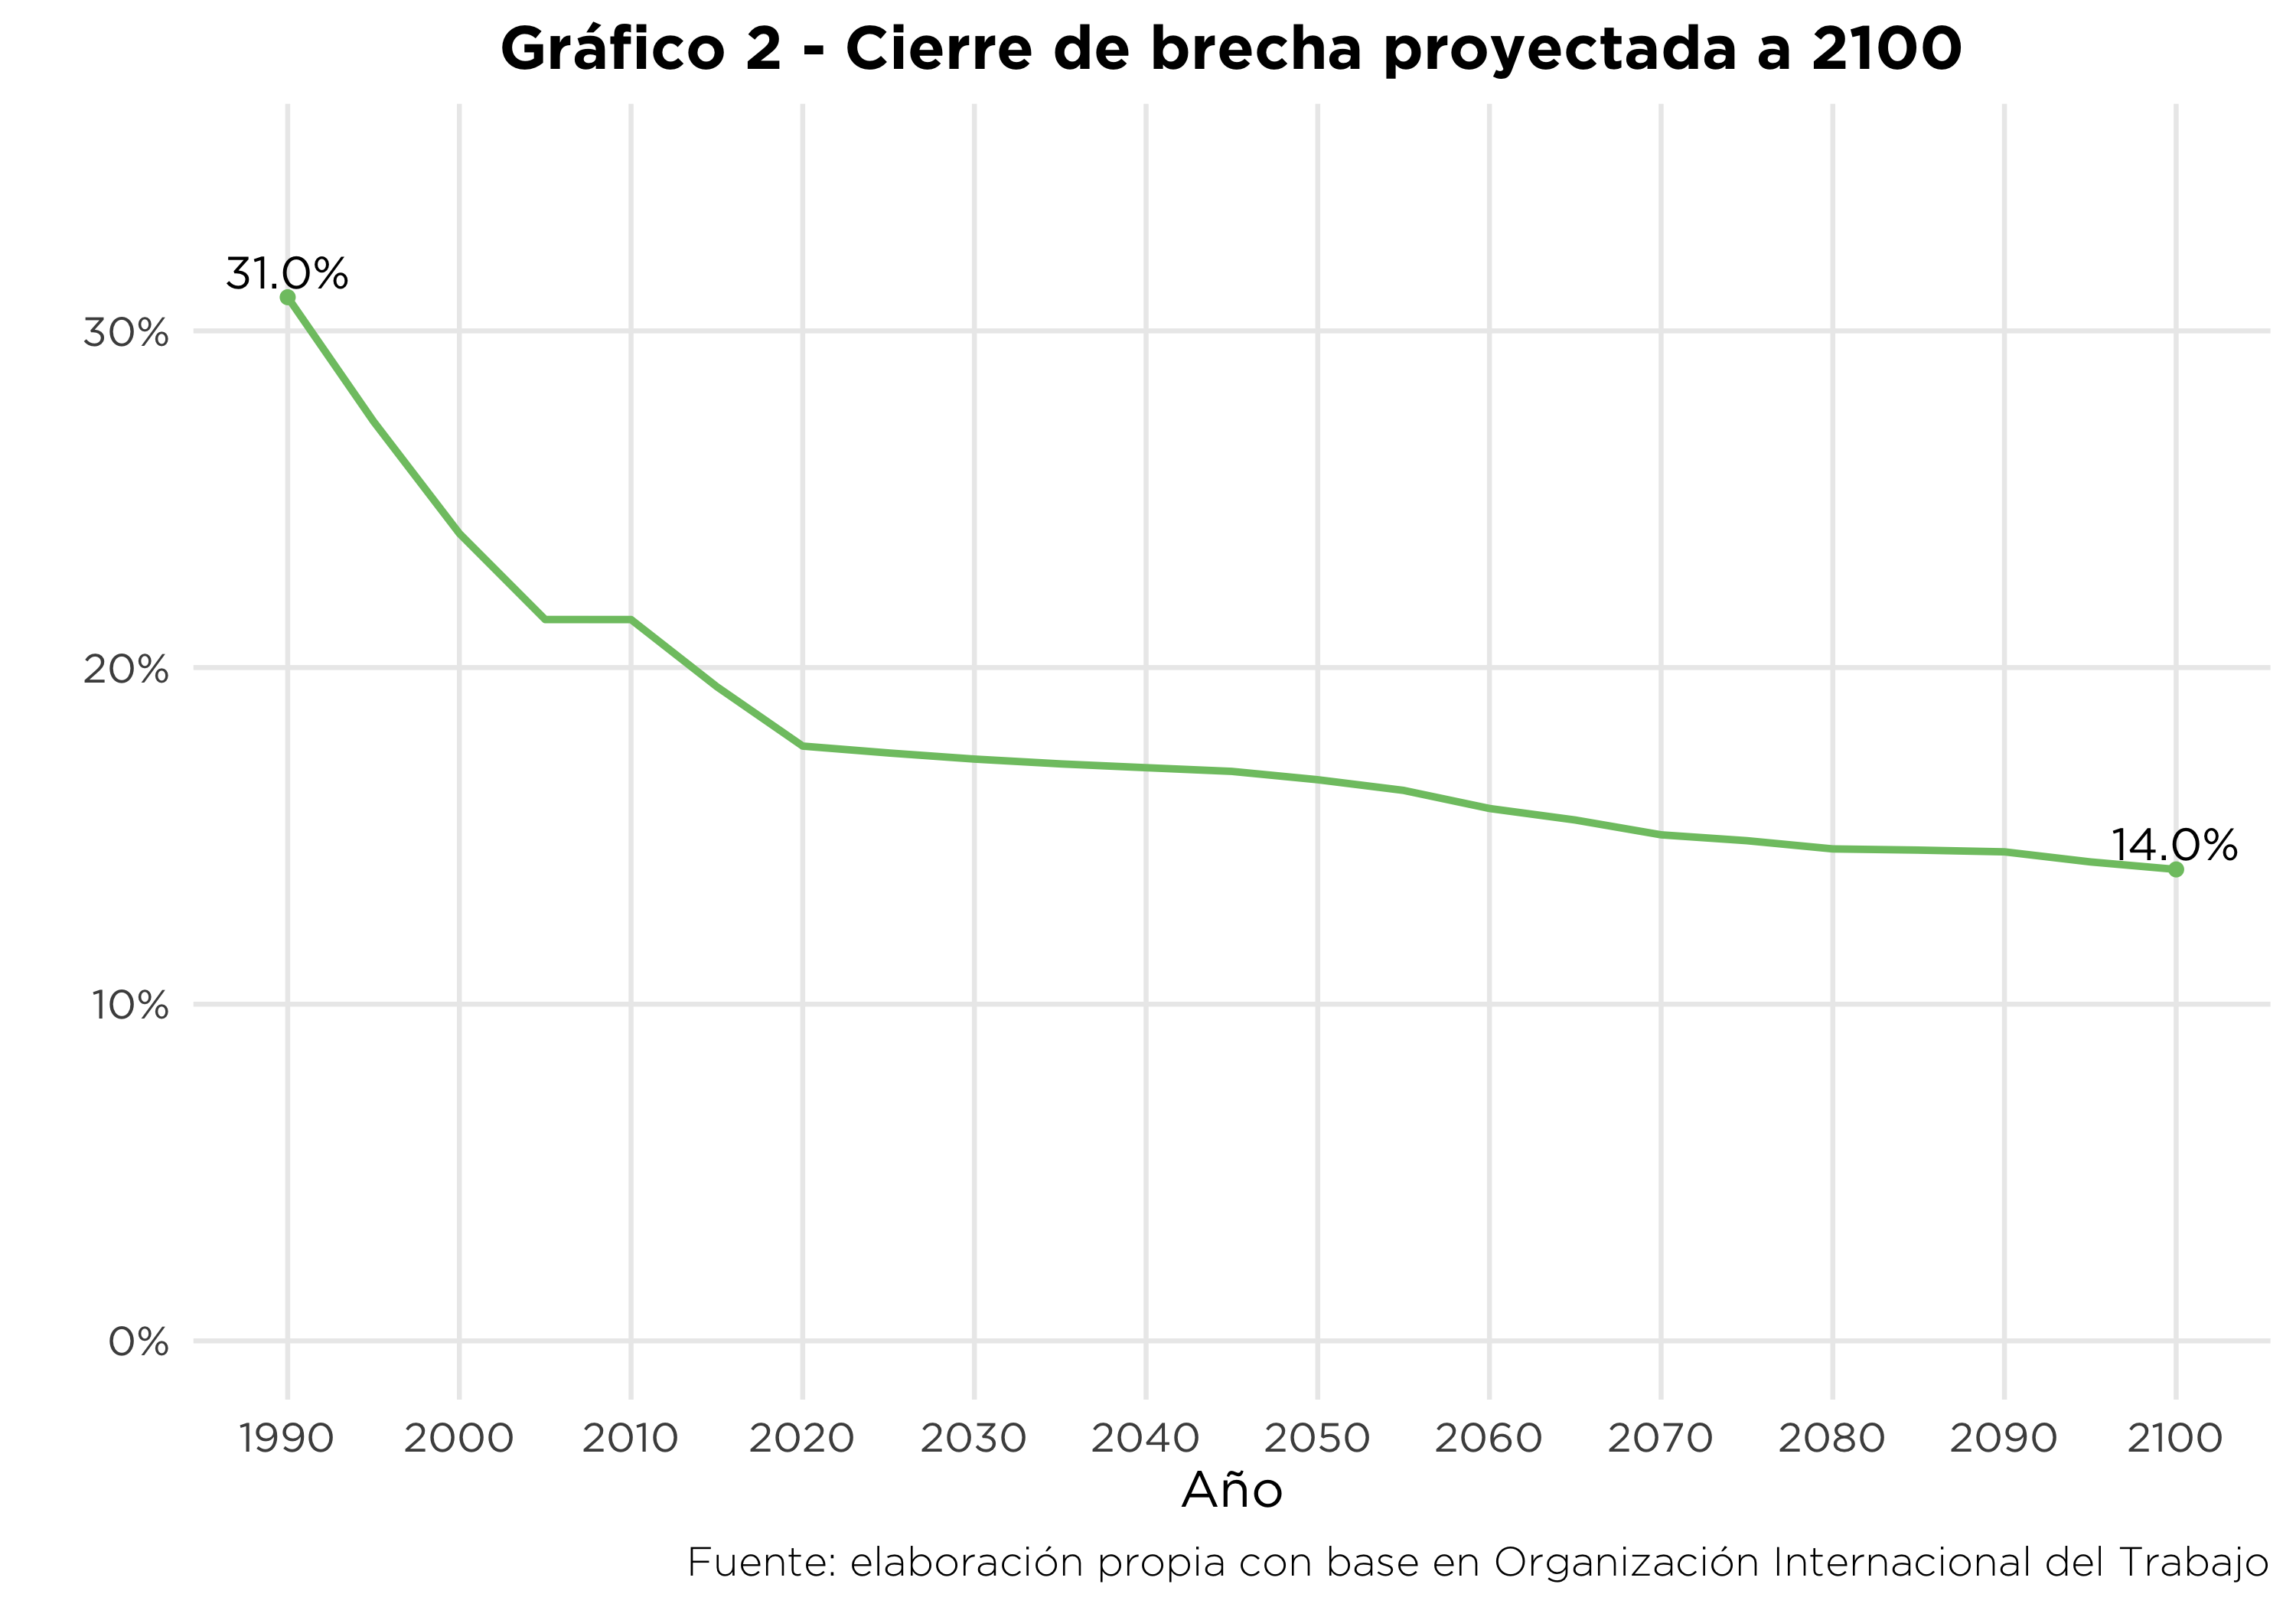 Gráfico 2 - Cierre de brecha proyectada a 2100
31.0%
30%
20%
14.0%
10%
0%
1990 2000 2010 2020 2030 2040 2050 2060 2070 2080 2090 2100
Año
Fuente: elaboración propia con base en Organización Internacional del Trabajo